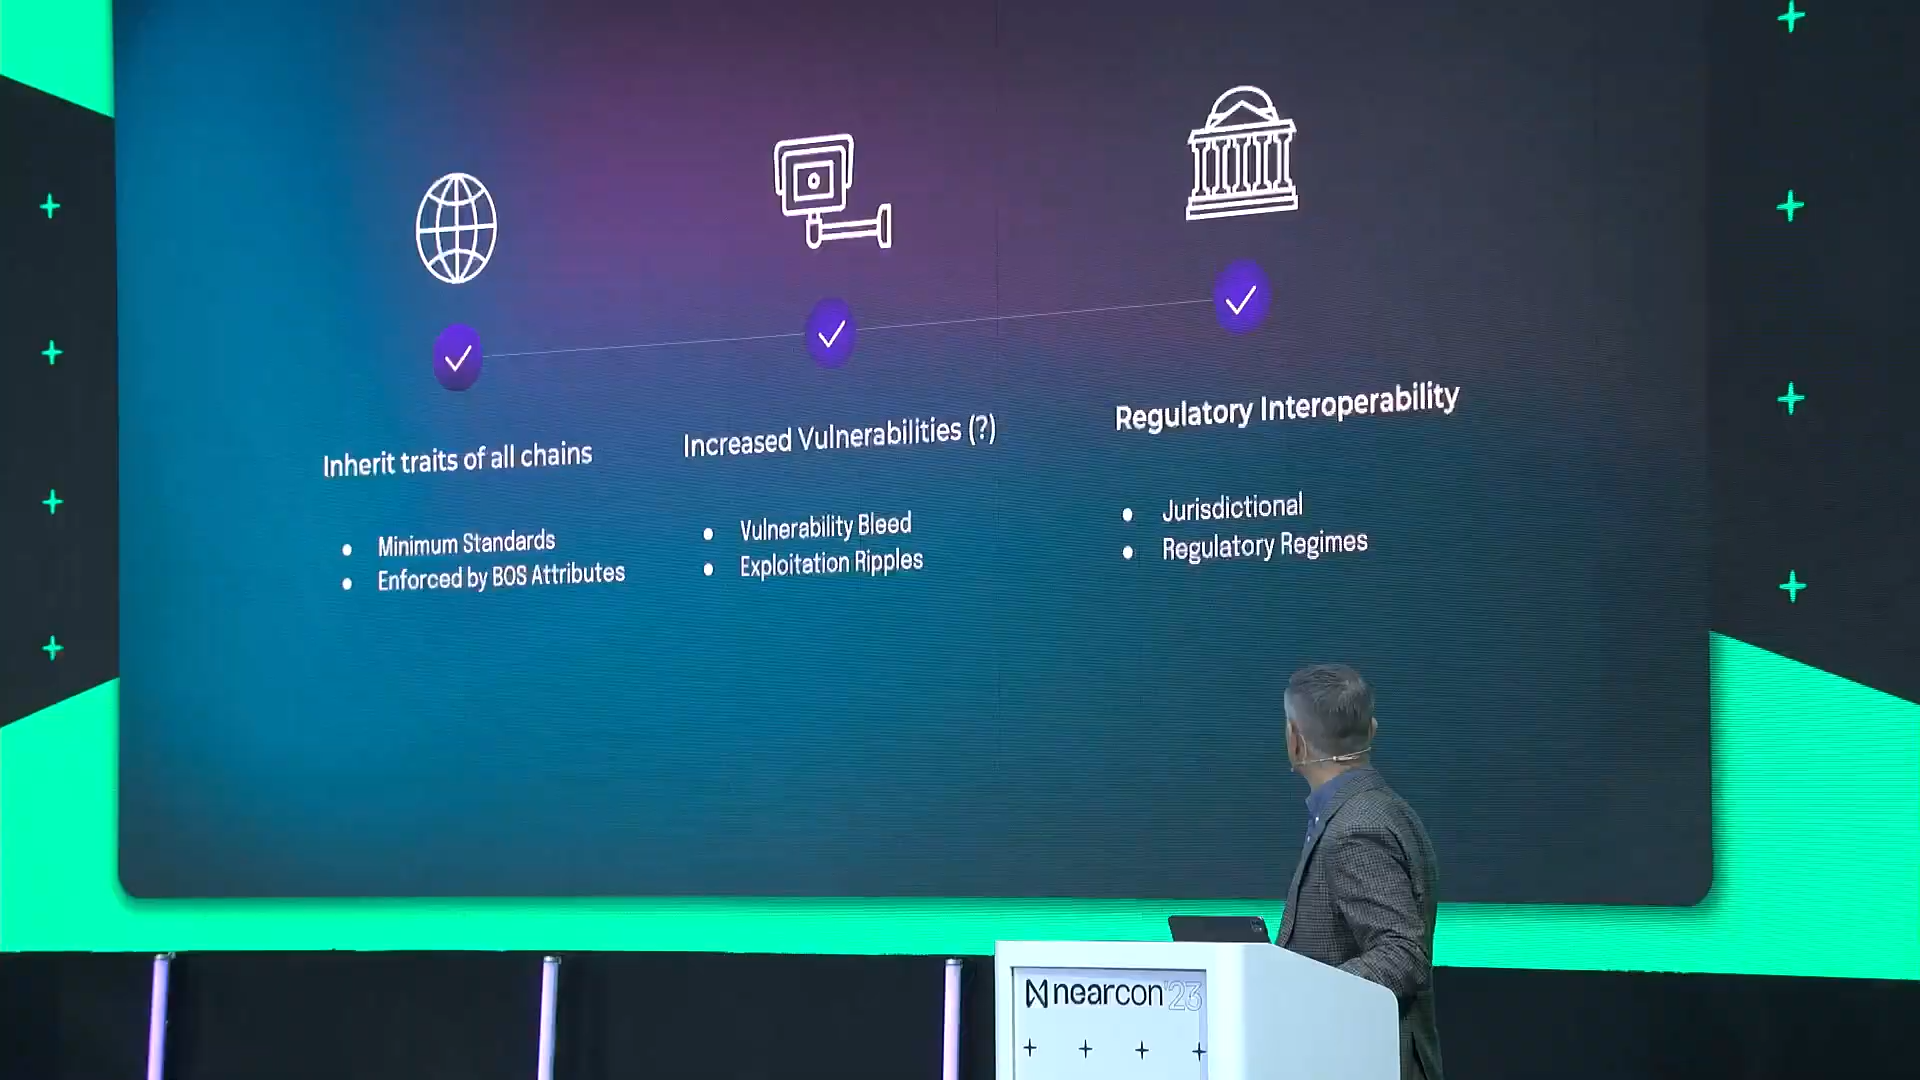 Inherit traits of all chains
Minimum Standards
Enforced by BOS Attributes
Increased Vulnerabilities (?)
Vulnerability Bleed
Exploitation Ripples
Regulatory Interoperability
Jurisdictional
Regulatory Regimes
nearcon'23